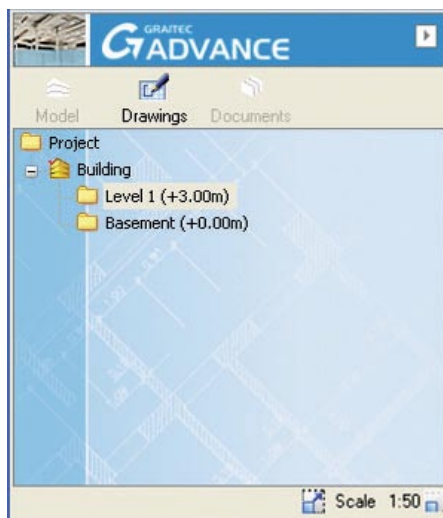 GRAITEC
ADVANCE
Model Drawings Documents
Project
Building
Level 1 (+3.00m)
Basement (+0.00m)
Scale 1:50